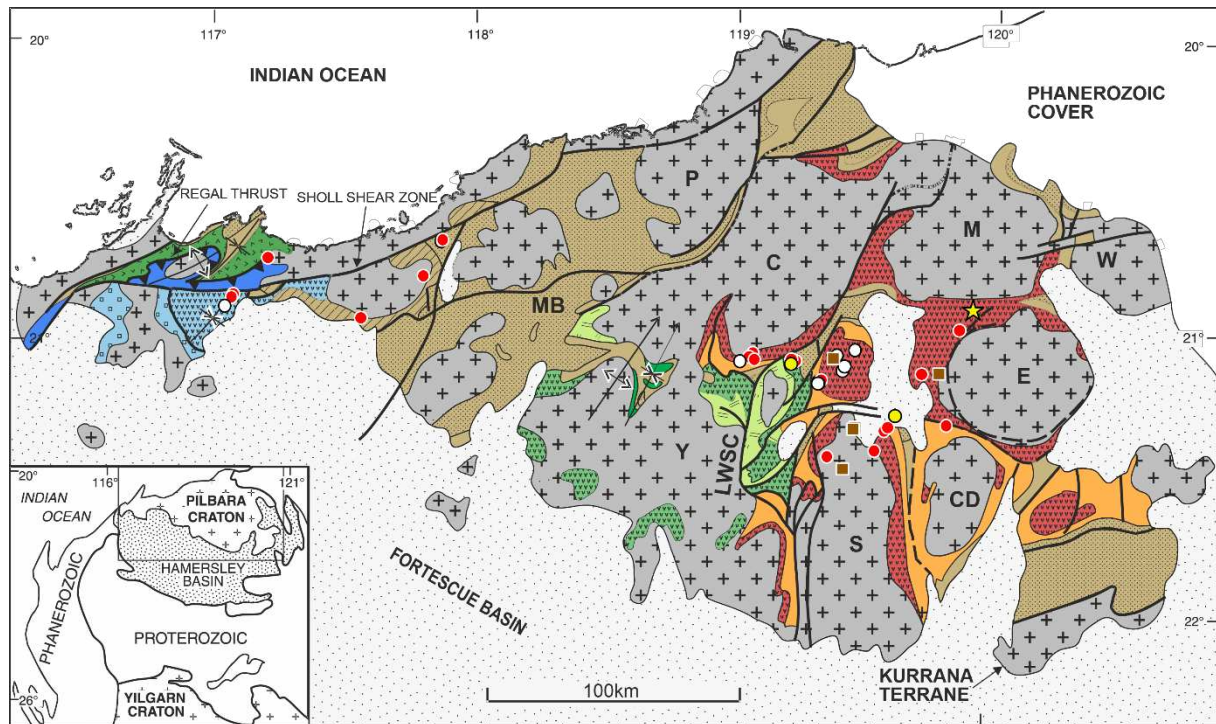 20°
117°
118°
119°
120°
20°
INDIAN OCEAN
PHANEROZOIC
COVER
REGAL THRUST
SHOLL SHEAR ZONE
P
M
C
W
MB
21°
E
Y
LWSC
CD
S
FORTESCUE BASIN
22°
KURRANA
TERRANE
100km
20°
116°
121°
INDIAN
OCEAN
PILBARA
CRATON
HAMERSLEY
BASIN
PHANEROZOIC
PROTEROZOIC
26°
YILGARN
CRATON